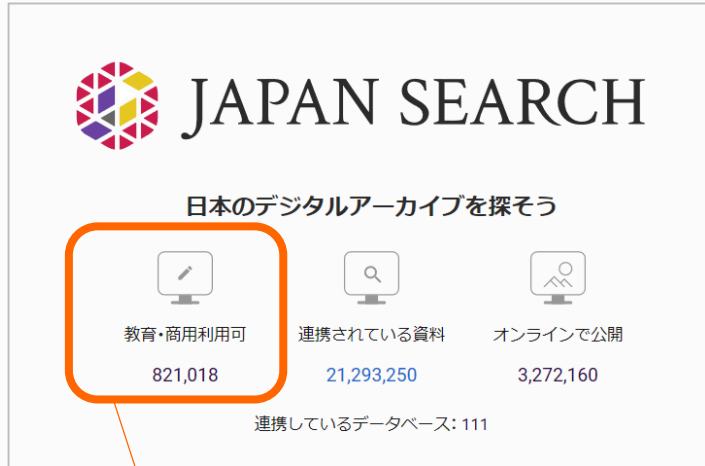 JAPAN SEARCH
日本のデジタルアーカイブを探そう
教育・商用利用可
連携されている資料
オンラインで公開
821,018
21,293,250
3,272,160
連携しているデータベース：111